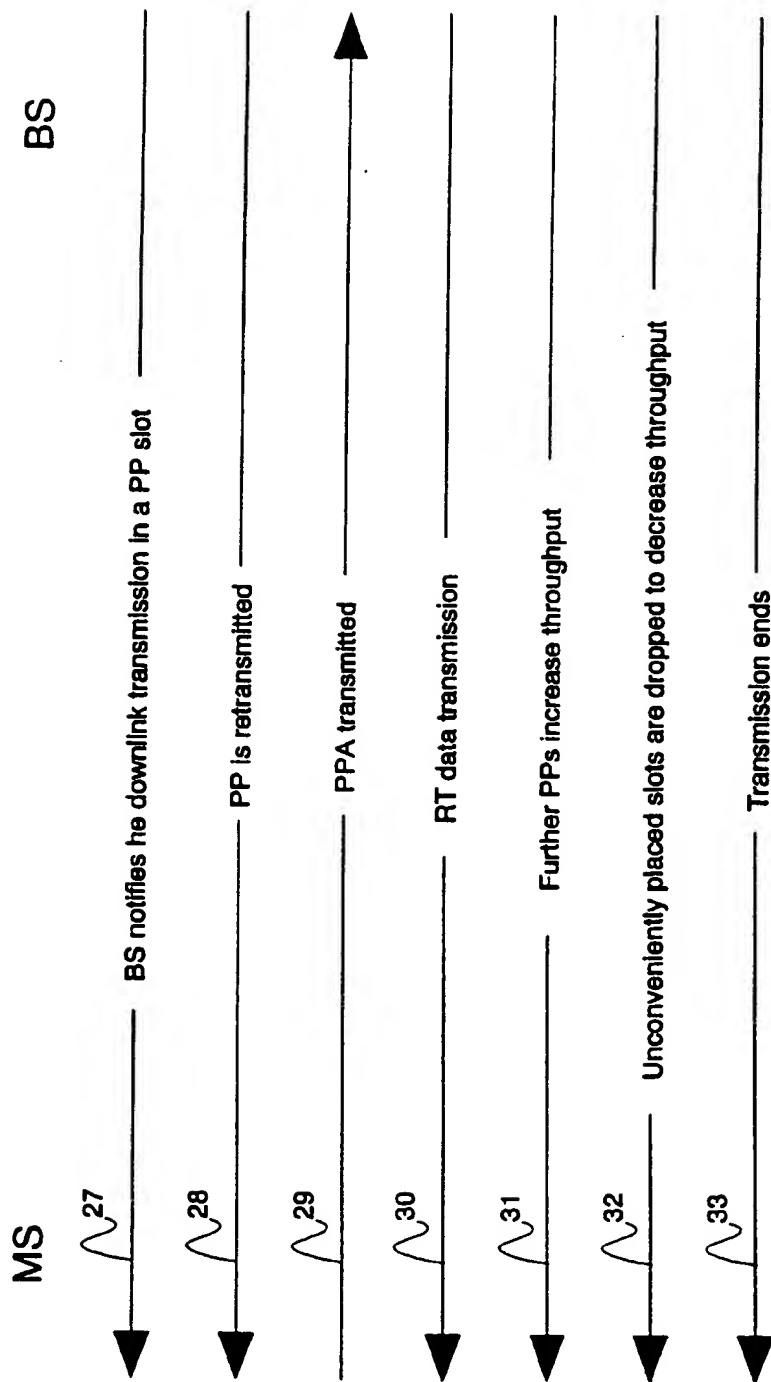 MS
BS
27
BS notifies he downlink transmission in a PP slot
28
PP is retransmitted
29
PPA transmitted
30
RT data transmission
31
Further PPs increase throughput
32
Unconveniently placed slots are dropped to decrease throughput
33
Transmission ends